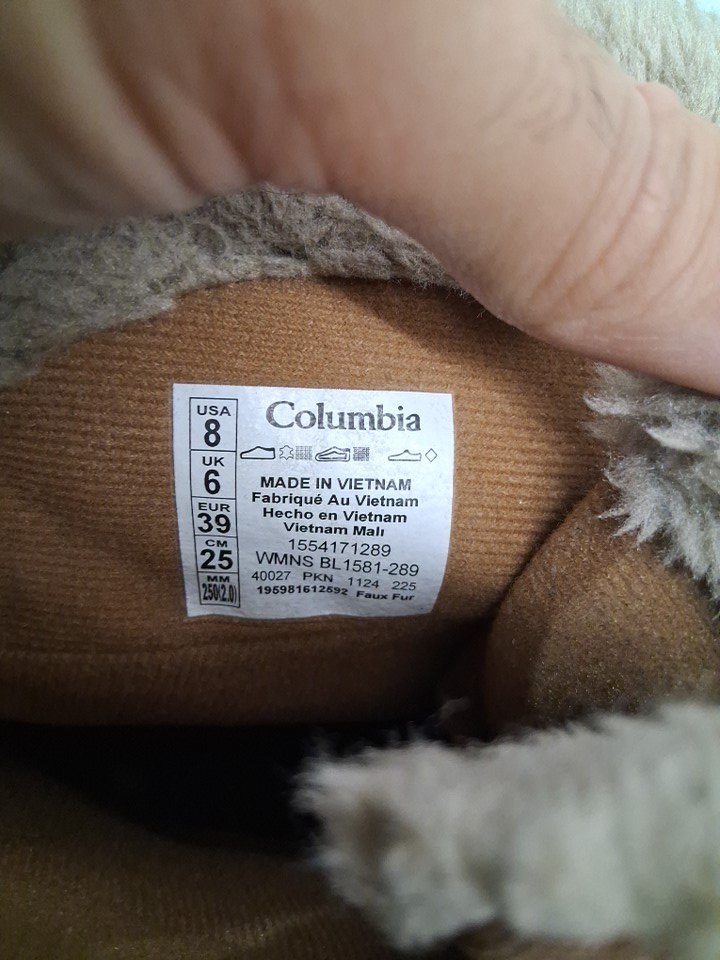 USA
8
UK
6
EUR
39
CM
25
MM
250(2.0)
Columbia
MADE IN VIETNAM
Fabriqué Au Vietnam
Hecho en Vietnam
Vietnam Malı
1554171289
WMNS BL1581-289
40027 PKN 1124 225
195981612592 Faux Fur